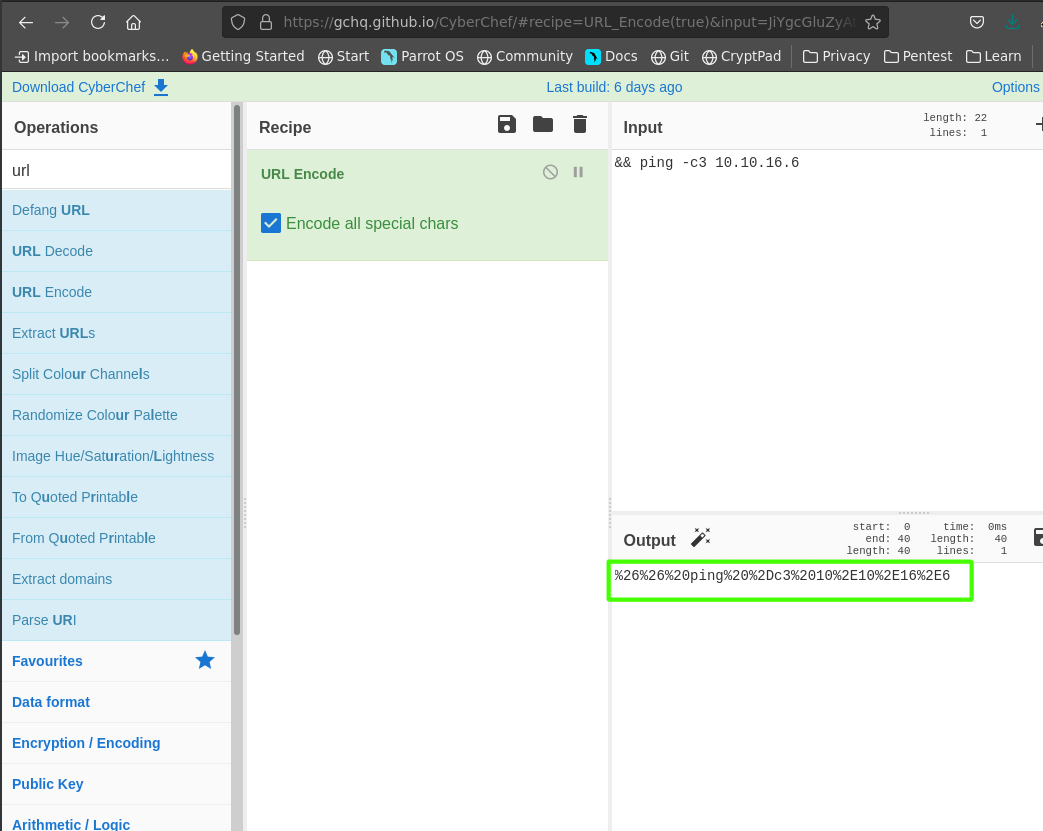 https://gchq.github.io/CyberChef/#recipe=URL_Encode(true)&input=JiYgcGluZyA
Import bookmarks... Getting Started Start Parrot OS Community Docs Git CryptPad Privacy Pentest Learn
Download CyberChef Last build: 6 days ago Options
Operations
url
Defang URL
URL Decode
URL Encode
Extract URLs
Split Colour Channels
Randomize Colour Palette
Image Hue/Saturation/Lightness
To Quoted Printable
From Quoted Printable
Extract domains
Parse URI
Favourites
Data format
Encryption / Encoding
Public Key
Arithmetic / Logic
Recipe
URL Encode
Encode all special chars
Input
length: 22
lines: 1
&& ping -c3 10.10.16.6
Output
start: 0 time: 0ms
end: 40 length: 40
length: 40 lines: 1
%26%26%20ping%20%2Dc3%2010%2E10%2E16%2E6